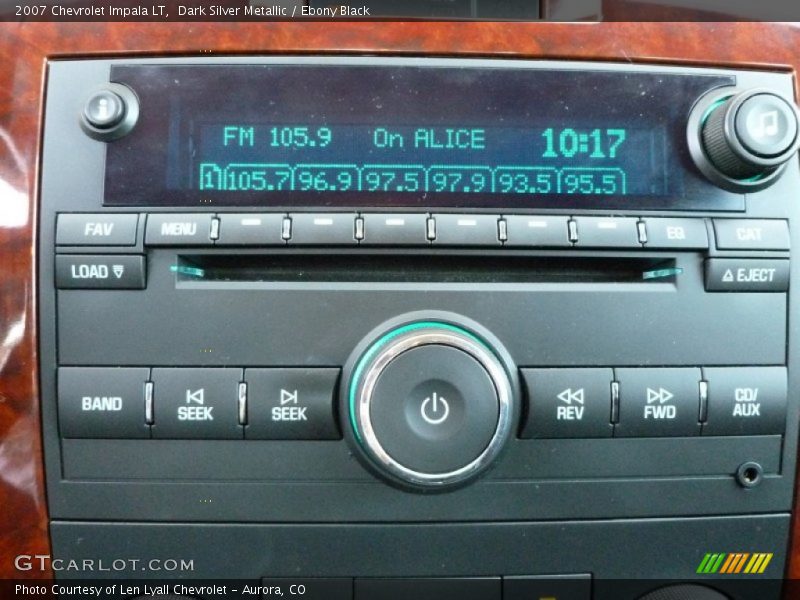 2007 Chevrolet Impala LT, Dark Silver Metallic / Ebony Black
FM 105.9 On ALICE 10:17
1 105.7 96.9 97.5 97.9 93.5 95.5
FAV MENU EQ CAT
LOAD EJECT
BAND SEEK SEEK REV FWD CD/
AUX
GTCARLOT.COM
Photo Courtesy of Len Lyall Chevrolet - Aurora, CO